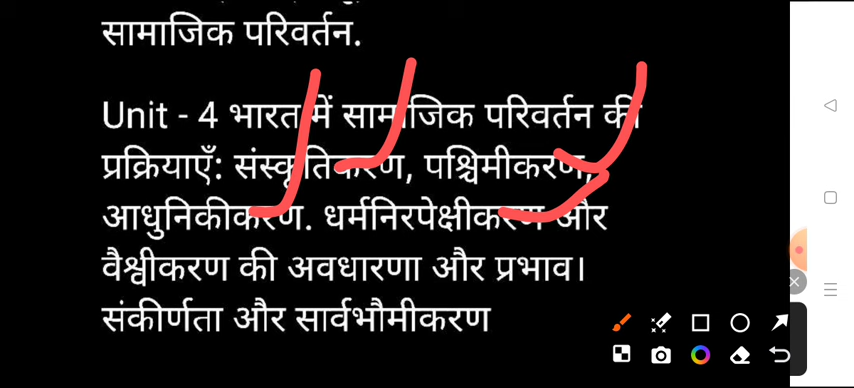 सामाजिक परिवर्तन.
Unit - 4 भारत में सामाजिक परिवर्तन की
प्रक्रियाएँ: संस्कृतिकरण, पश्चिमीकरण,
आधुनिकीकरण. धर्मनिरपेक्षीकरण और
वैश्वीकरण की अवधारणा और प्रभाव।
संकीर्णता और सार्वभौमीकरण